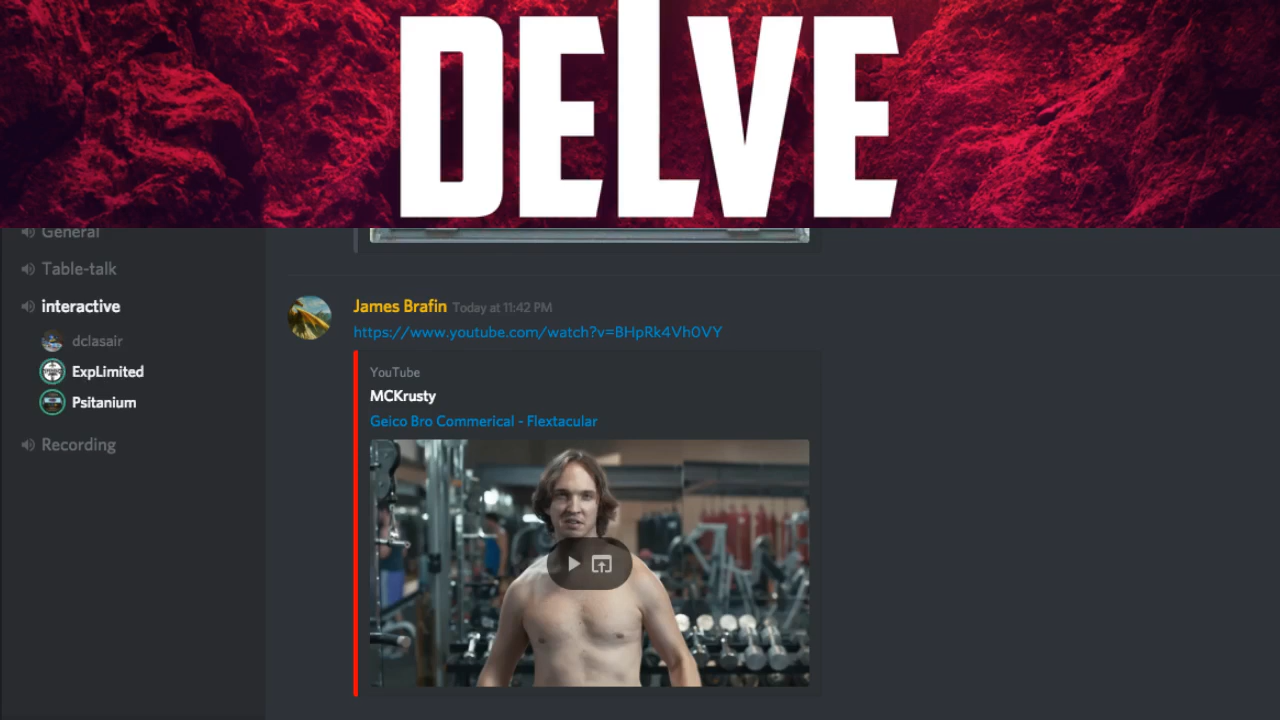 DELVE
General
Table-talk
interactive
dclasair
ExpLimited
Psitanium
Recording
James Brafin Today at 11:42 PM
https://www.youtube.com/watch?v=BHpRk4Vh0VY
YouTube
MCKrusty
Geico Bro Commerical - Flextacular